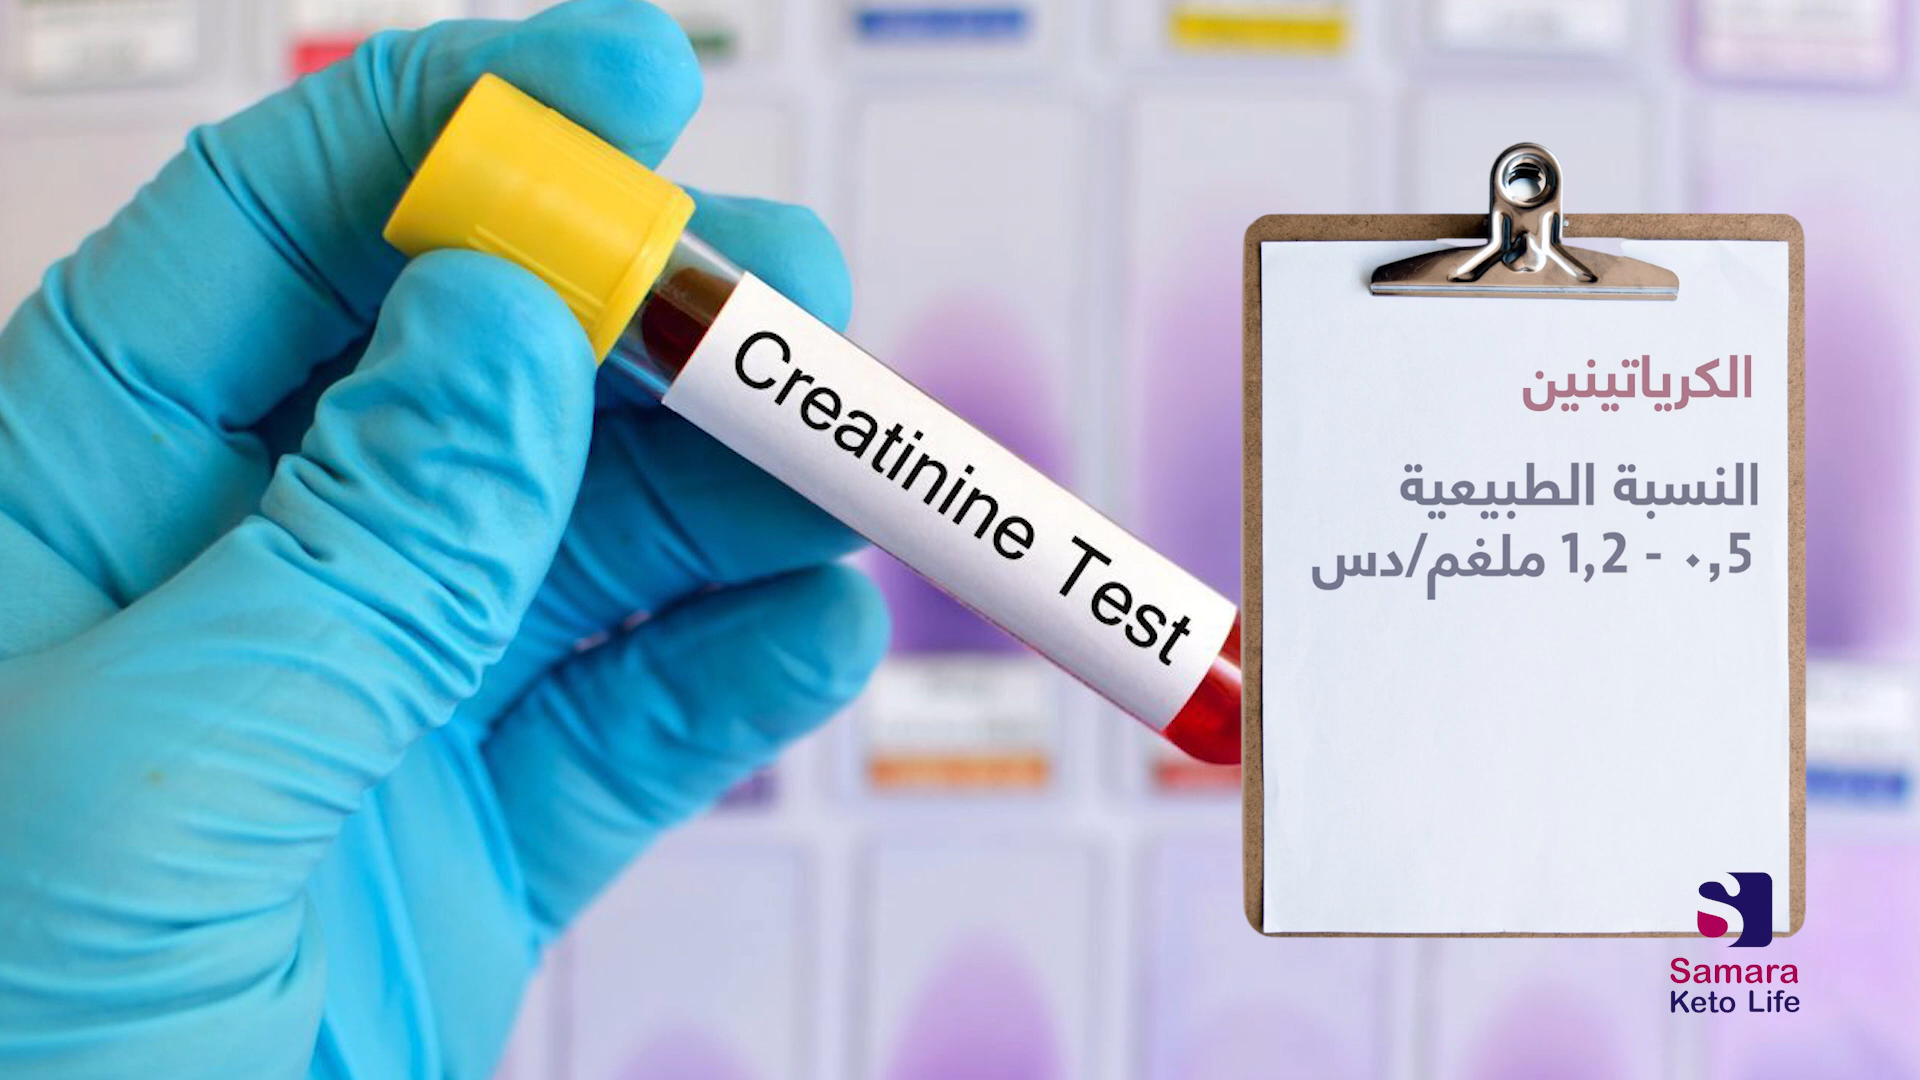 Creatinine Test
الكرياتينين
النسبة الطبيعية
٠,5 - 1,2 ملغم/دس
Samara
Keto Life